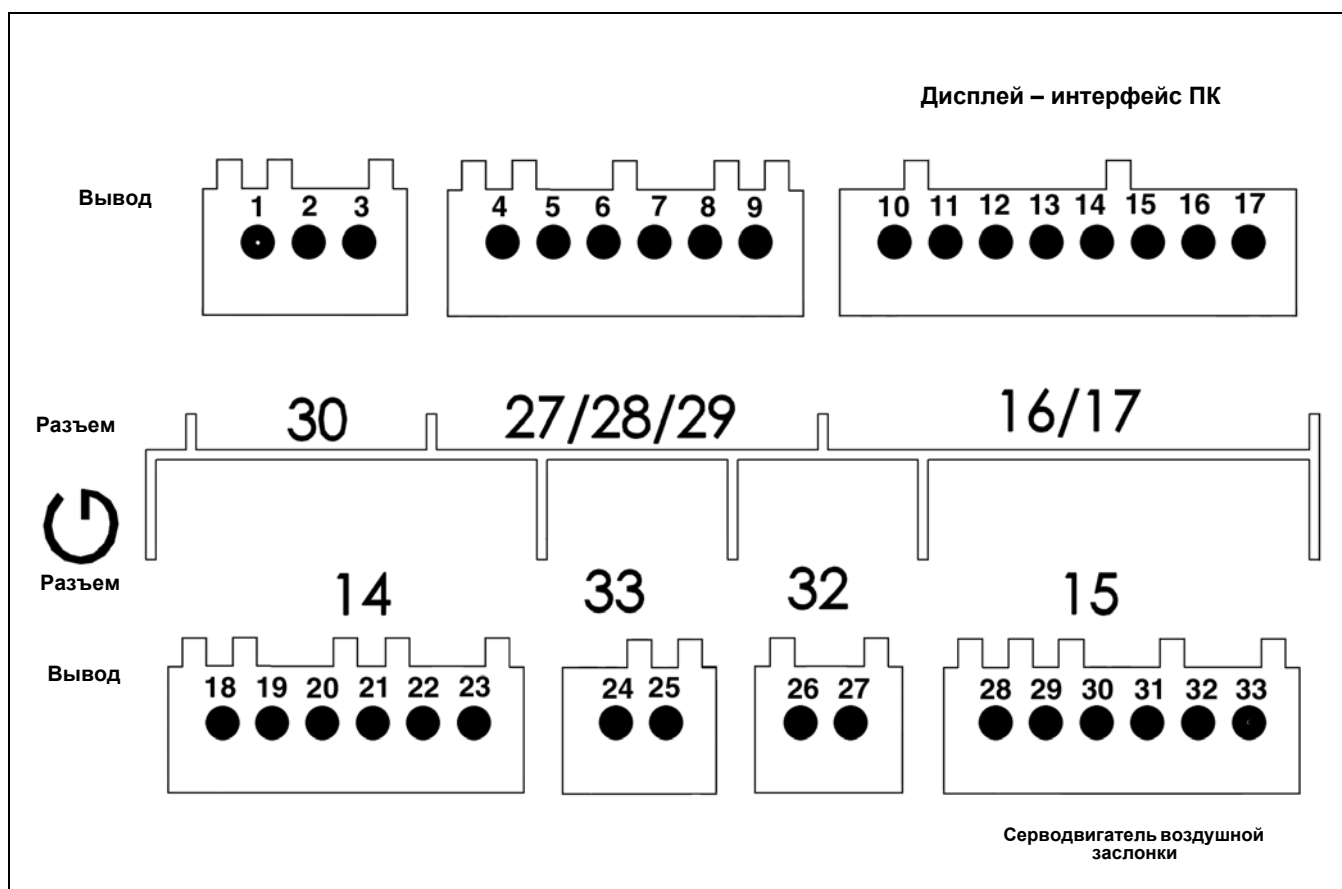 Дисплей – интерфейс ПК
Вывод
1 2 3 4 5 6 7 8 9 10 11 12 13 14 15 16 17
Разъем 30 27/28/29 16/17
Разъем 14 33 32 15
Вывод
18 19 20 21 22 23 24 25 26 27 28 29 30 31 32 33
Серводвигатель воздушной
заслонки